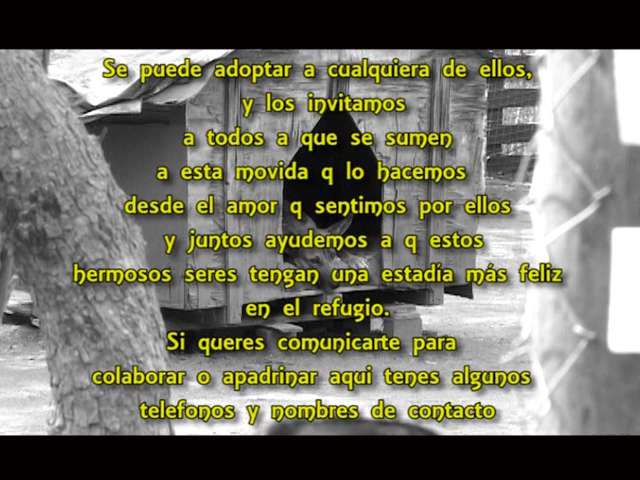 Se puede adoptar a cualquiera de ellos,
y los invitamos
a todos a que se sumen
a esta movida q lo hacemos
desde el amor q sentimos por ellos
y juntos ayudemos a q estos
hermosos seres tengan una estadía más feliz
en el refugio.
Si queres comunicarte para
colaborar o apadrinar aqui tenes algunos
telefonos y nombres de contacto